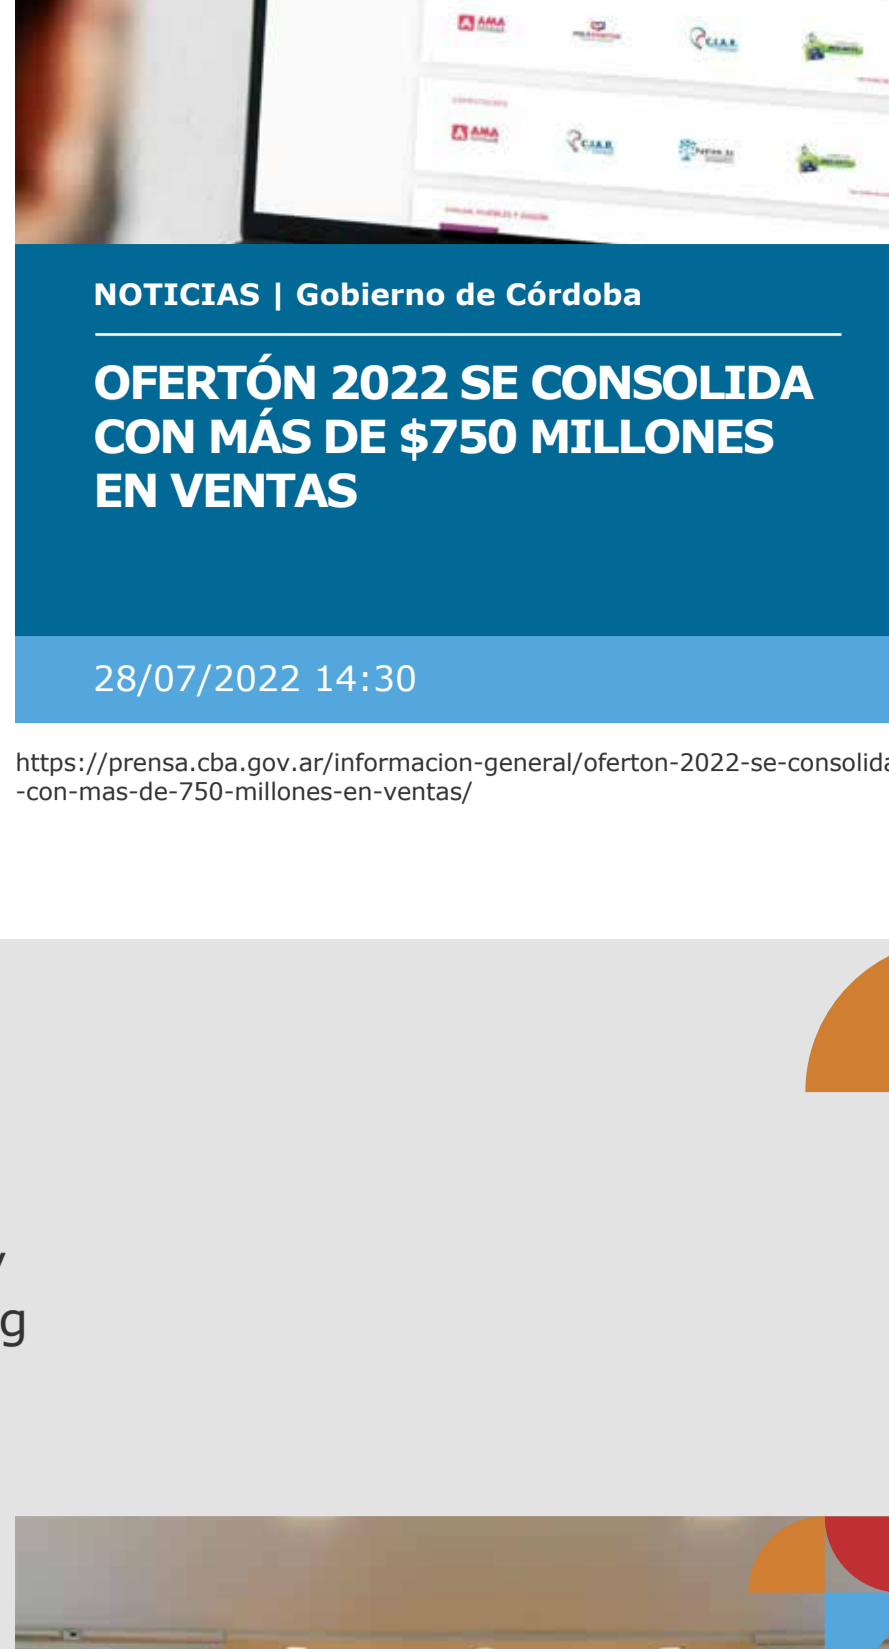 AMA
C.I.A.R.
AMA
C.I.A.R.
NOTICIAS | Gobierno de Córdoba
OFERTÓN 2022 SE CONSOLIDA
CON MÁS DE $750 MILLONES
EN VENTAS
28/07/2022 14:30
https://prensa.cba.gov.ar/informacion-general/oferton-2022-se-consolida
-con-mas-de-750-millones-en-ventas/
g